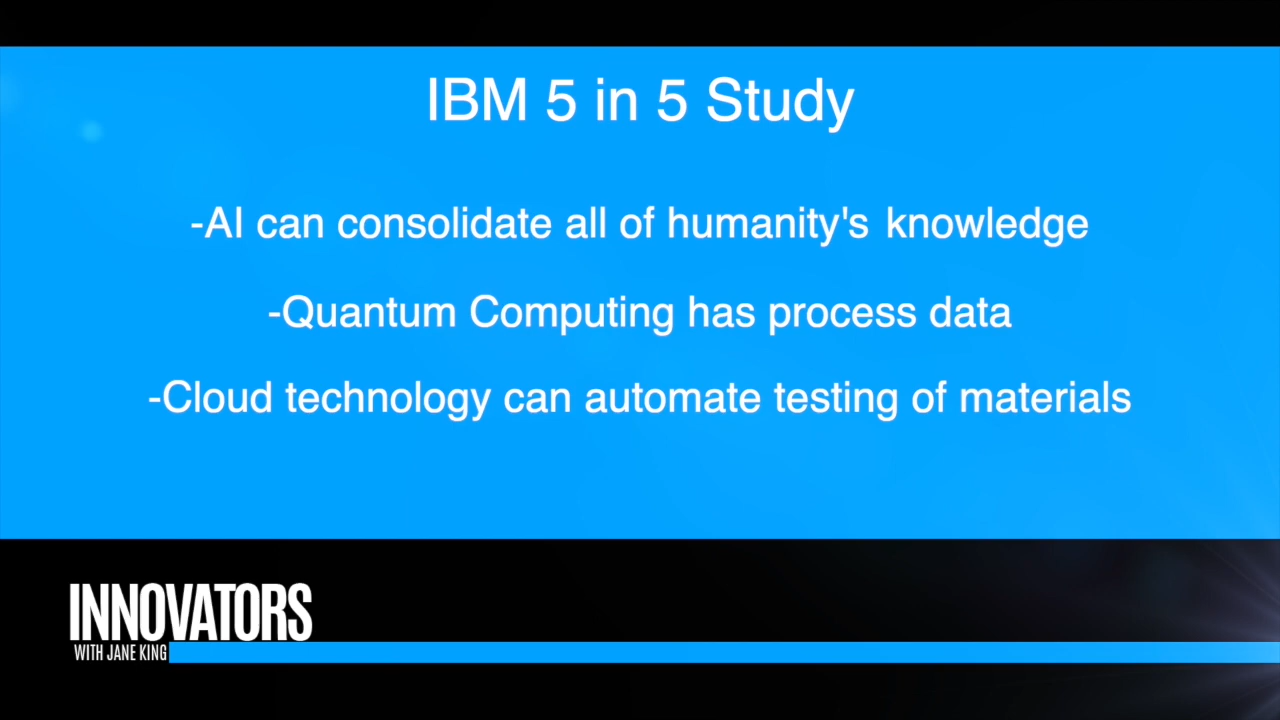 IBM 5 in 5 Study
-AI can consolidate all of humanity's knowledge
-Quantum Computing has process data
-Cloud technology can automate testing of materials
INNOVATORS
WITH JANE KING